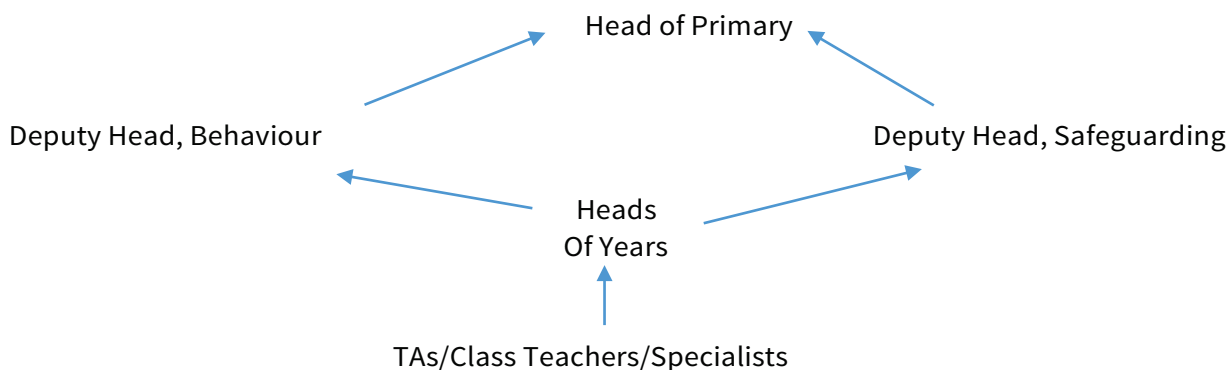 Head of Primary
Deputy Head, Behaviour
Deputy Head, Safeguarding
Heads
Of Years
TAs/Class Teachers/Specialists